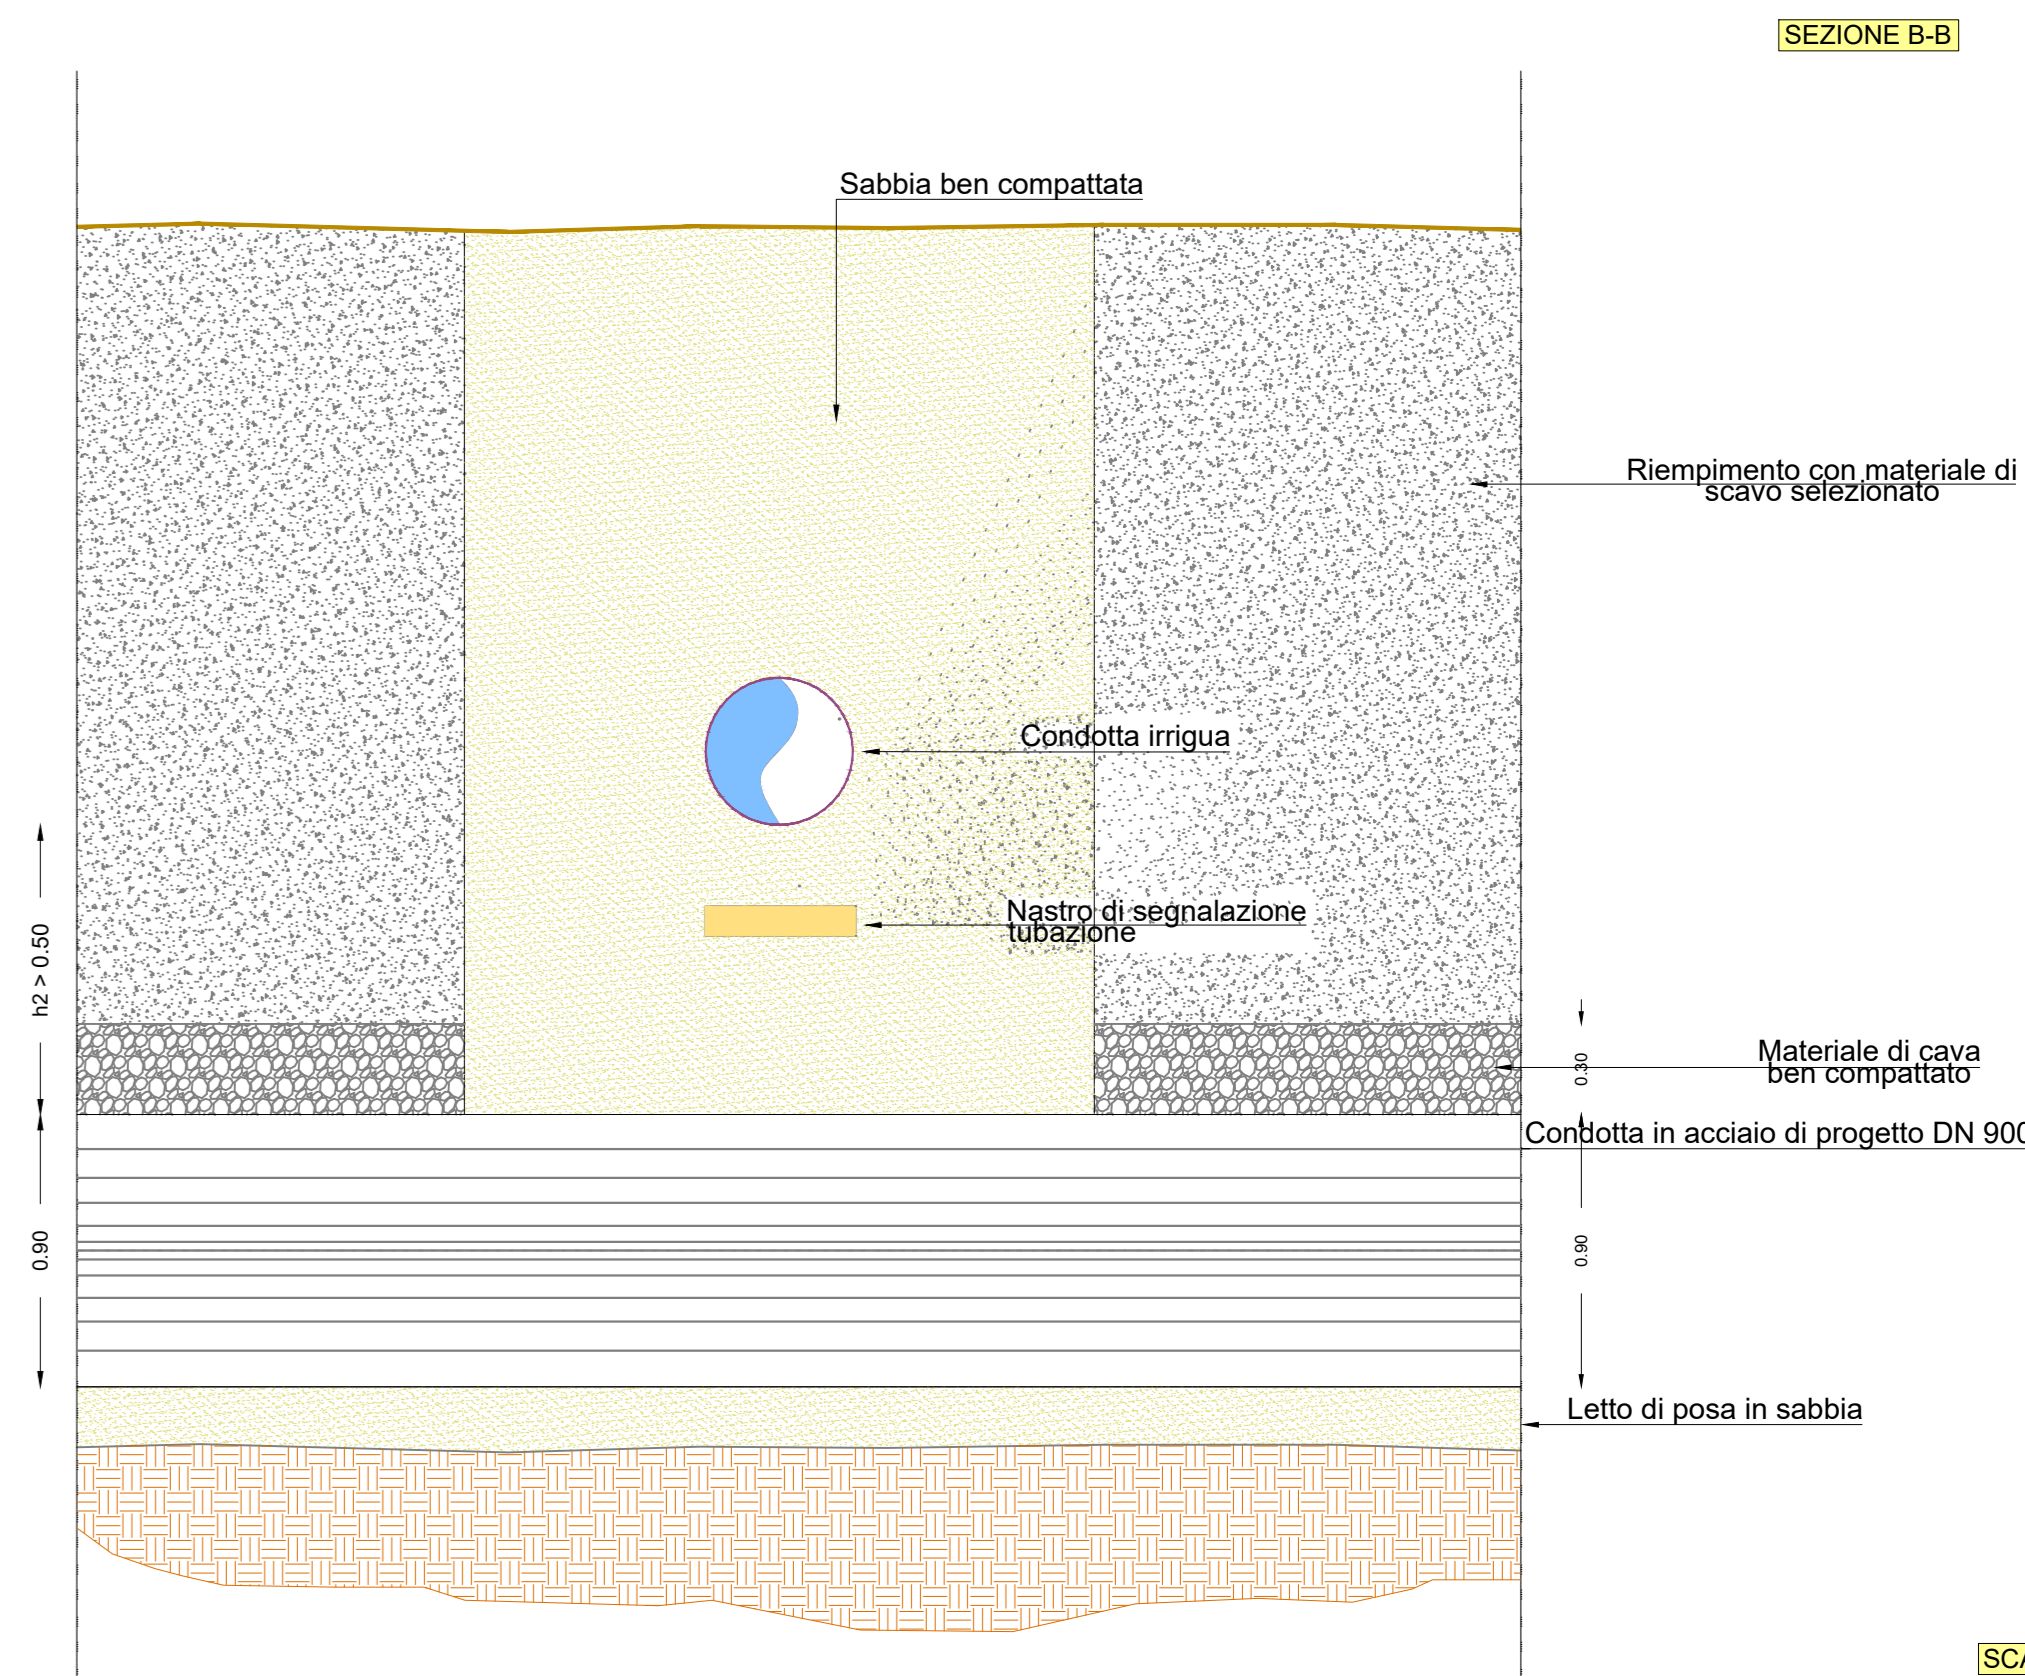 SEZIONE B-B
Sabbia ben compattata
Riempimento con materiale di
scavo selezionato
Condotta irrigua
Nastro di segnalazione
tubazione
h2 > 0.50
0.30
Materiale di cava
ben compattato
Condotta in acciaio di progetto DN 900
0.90
0.90
Letto di posa in sabbia